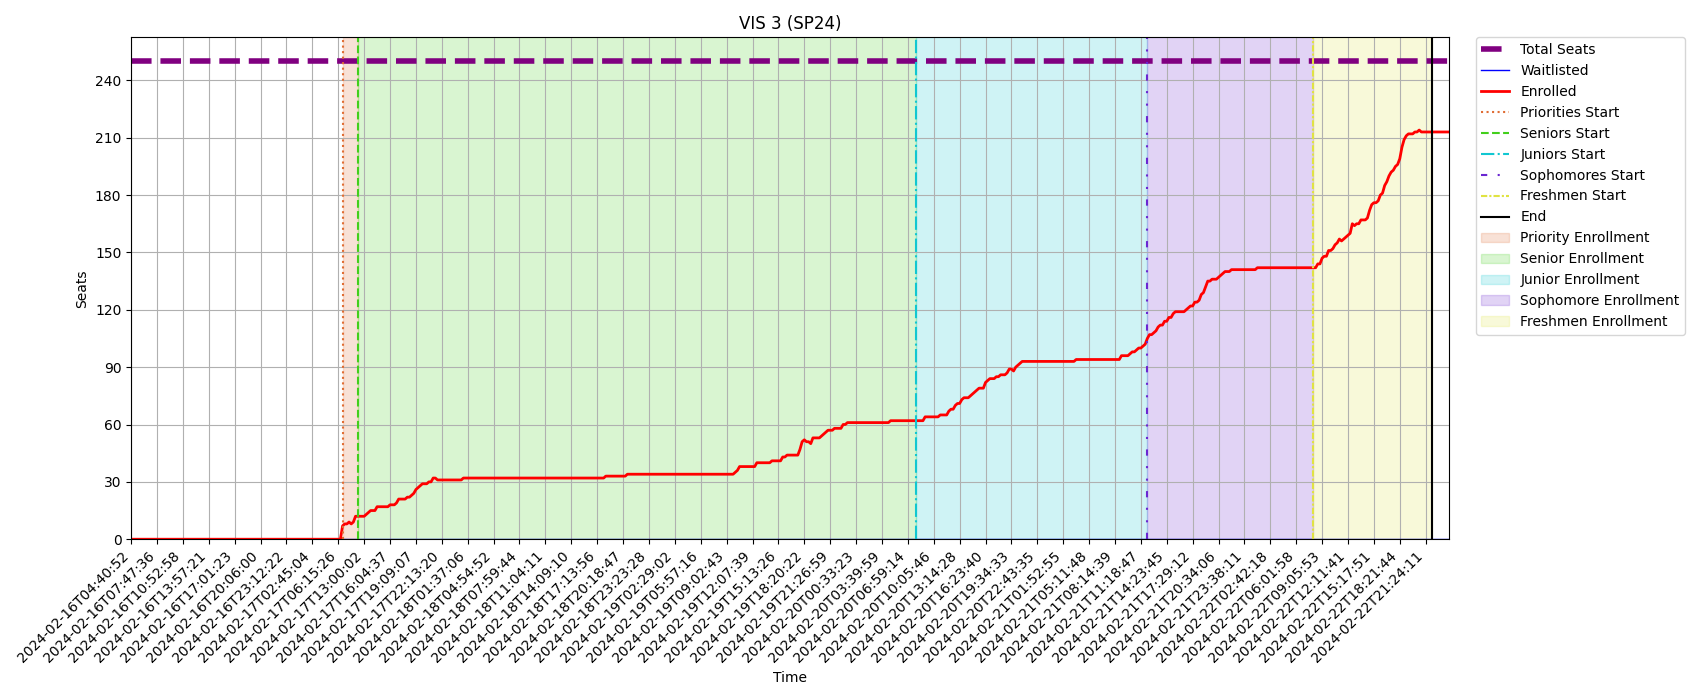 VIS 3 (SP24)
Seats
240
210
180
150
120
90
60
30
0
2024-02-16T04:40:52
2024-02-16T07:47:36
2024-02-16T10:52:58
2024-02-16T13:57:21
2024-02-16T17:01:23
2024-02-16T20:06:00
2024-02-16T23:12:22
2024-02-17T02:45:04
2024-02-17T06:15:26
2024-02-17T13:00:02
2024-02-17T16:04:37
2024-02-17T19:09:07
2024-02-17T22:13:20
2024-02-18T01:37:06
2024-02-18T04:54:52
2024-02-18T07:59:44
2024-02-18T11:04:11
2024-02-18T14:09:10
2024-02-18T17:13:56
2024-02-18T20:18:47
2024-02-18T23:23:28
2024-02-19T02:29:02
2024-02-19T05:57:16
2024-02-19T09:02:43
2024-02-19T12:07:39
2024-02-19T15:13:26
2024-02-19T18:20:22
2024-02-19T21:26:59
2024-02-20T00:33:23
2024-02-20T03:39:59
2024-02-20T06:59:14
2024-02-20T10:05:46
2024-02-20T13:14:28
2024-02-20T16:23:40
2024-02-20T19:34:33
2024-02-20T22:43:35
2024-02-21T01:52:55
2024-02-21T05:11:48
2024-02-21T08:14:39
2024-02-21T11:18:47
2024-02-21T14:23:45
2024-02-21T17:29:12
2024-02-21T20:34:06
2024-02-21T23:38:11
2024-02-22T02:42:18
2024-02-22T06:01:58
2024-02-22T09:05:53
2024-02-22T12:11:41
2024-02-22T15:17:51
2024-02-22T18:21:44
2024-02-22T21:24:11
Time
Total Seats
Waitlisted
Enrolled
Priorities Start
Seniors Start
Juniors Start
Sophomores Start
Freshmen Start
End
Priority Enrollment
Senior Enrollment
Junior Enrollment
Sophomore Enrollment
Freshmen Enrollment